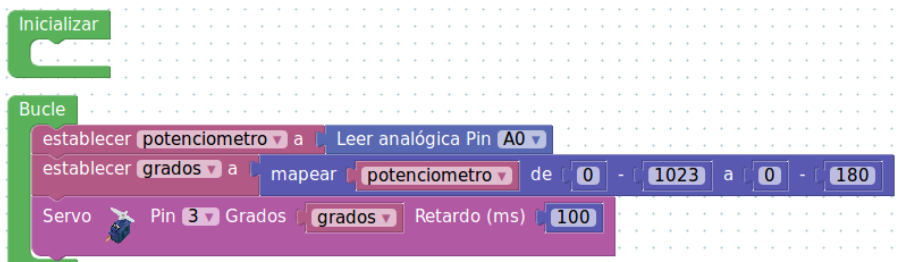 Inicializar
Bucle
establecer potenciometro a Leer analógica Pin A0
establecer grados a mapear potenciometro de 0 - 1023 a 0 - 180
Servo Pin 3 Grados grados Retardo (ms) 100